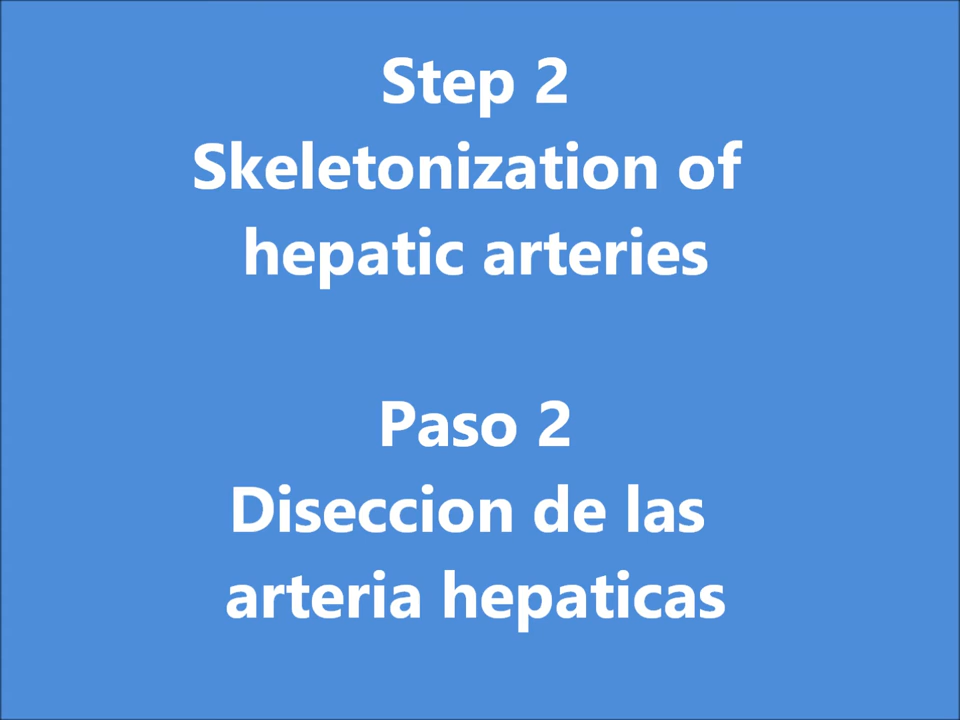 Step 2
Skeletonization of
hepatic arteries
Paso 2
Diseccion de las
arteria hepaticas